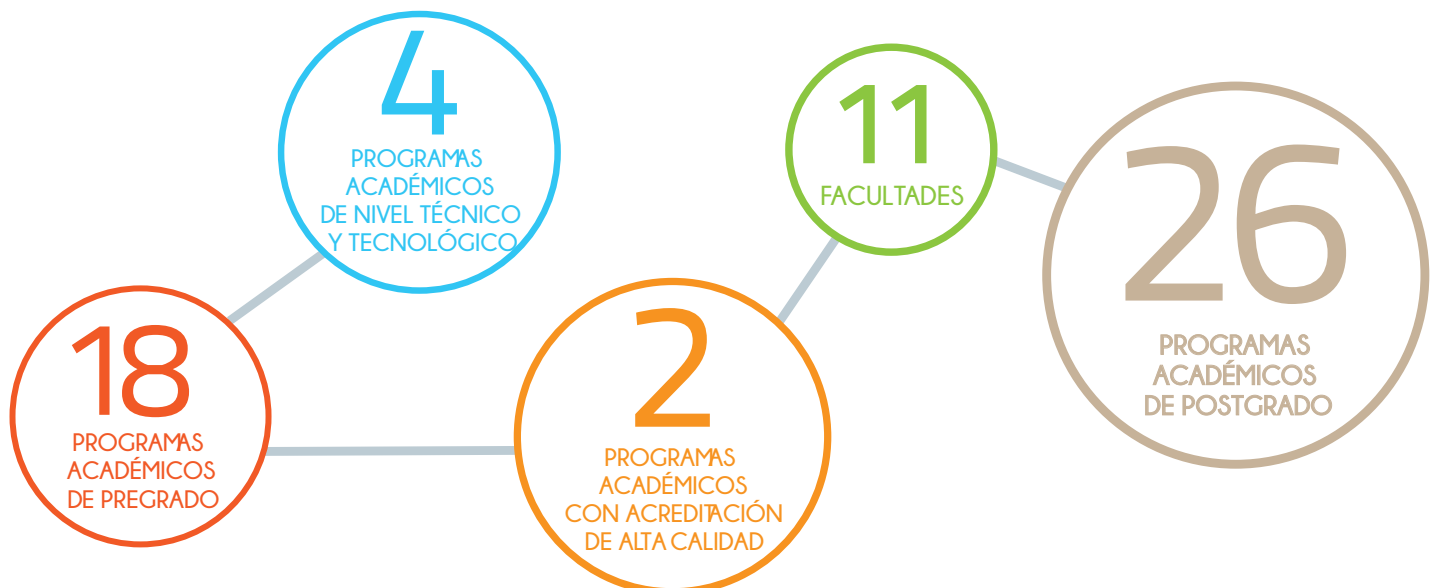 4
PROGRAMAS
ACADÉMICOS
DE NIVEL TÉCNICO
Y TECNOLÓGICO
18
PROGRAMAS
ACADÉMICOS
DE PREGRADO
2
PROGRAMAS
ACADÉMICOS
CON ACREDITACIÓN
DE ALTA CALIDAD
11
FACULTADES
26
PROGRAMAS
ACADÉMICOS
DE POSTGRADO